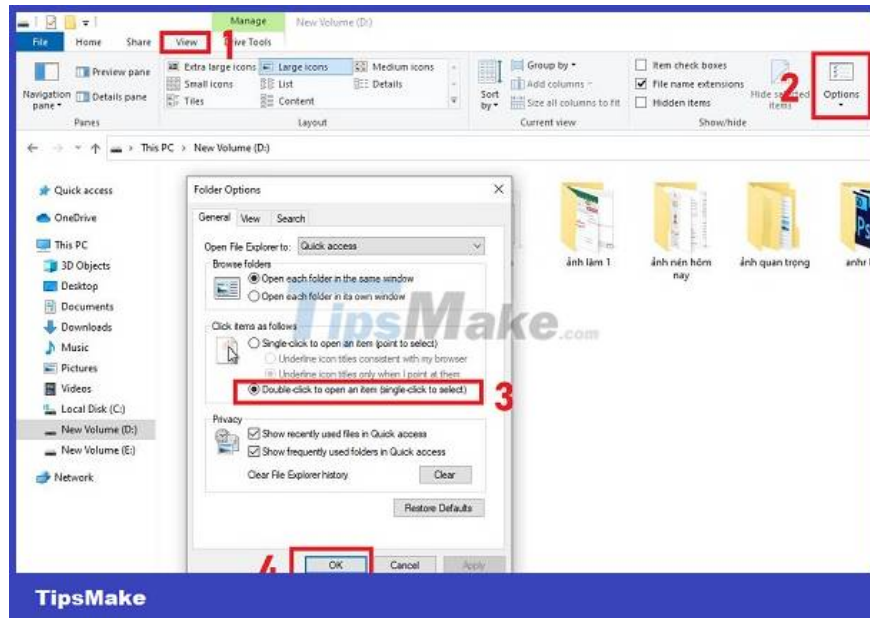 Manage New Volume (D:)
File Home Share View Drive Tools
1
Preview pane
Details pane
Navigation pane
Panes
Extra large icons Large icons Medium icons
Small icons List Details
Tiles Content
Layout
Sort by
Group by
Add columns
Size all columns to fit
Current view
Item check boxes
File name extensions
Hidden items
Hide selected items
Show/hide
2
Options
This PC > New Volume (D:)
Quick access
OneDrive
This PC
3D Objects
Desktop
Documents
Downloads
Music
Pictures
Videos
Local Disk (C:)
New Volume (D:)
New Volume (E:)
Network
Folder Options
General View Search
Open File Explorer to: Quick access
Browse folders
Open each folder in the same window
Open each folder in its own window
Click items as follows
Single-click to open an item (point to select)
Underline icon titles consistent with my browser
Underline icon titles only when I point at them
Double-click to open an item (single-click to select)
3
Privacy
Show recently used files in Quick access
Show frequently used folders in Quick access
Clear File Explorer history Clear
Restore Defaults
4
OK Cancel Apply
ảnh làm 1
ảnh nén hôm
nay
ảnh quan trọng
Ps
TipsMake.com
TipsMake